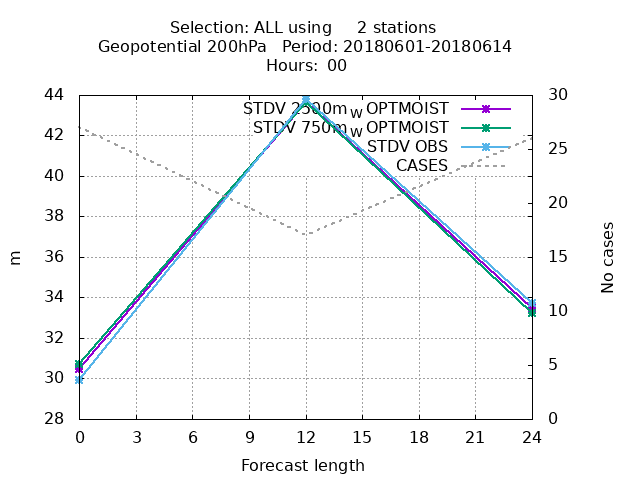 Selection: ALL using 2 stations
Geopotential 200hPa Period: 20180601-20180614
Hours: 00
STDV 2500m_W OPTMOIST
STDV 750m_W OPTMOIST
STDV OBS
CASES
44
42
40
38
36
34
32
30
28
m
30
25
20
15
10
5
0
No cases
0 3 6 9 12 15 18 21 24
Forecast length